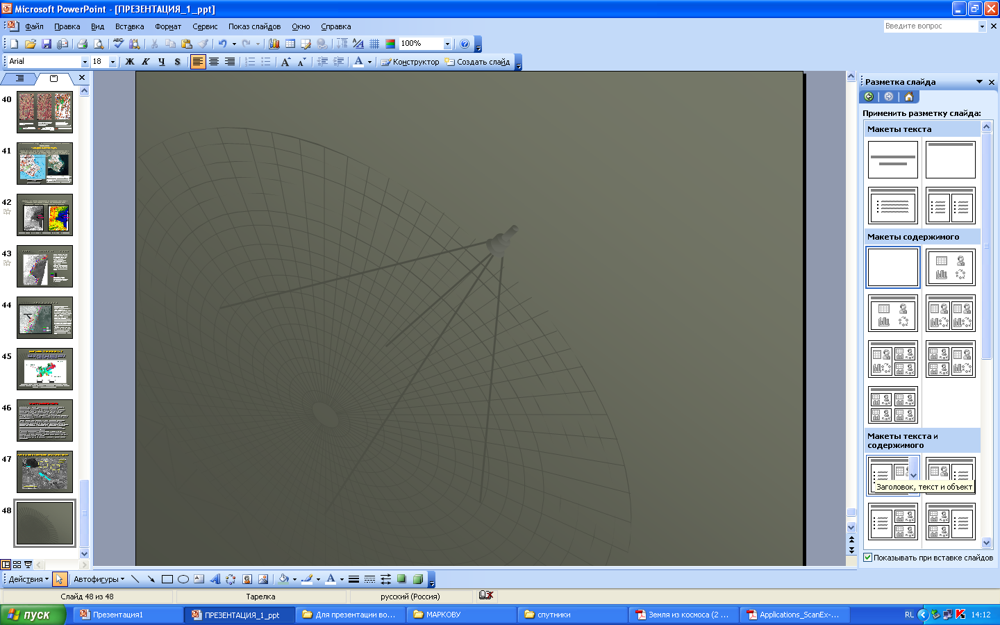 Microsoft PowerPoint - [ПРЕЗЕНТАЦИЯ_1_ppt]
Файл Правка Вид Вставка Формат Сервис Показ слайдов Окно Справка
Введите вопрос
100%
Arial 18 Ж К Ч S Конструктор Создать слайд
Разметка слайда
Применить разметку слайда:
Макеты текста
Макеты содержимого
Макеты текста и
содержимого
Заголовок, текст и объект
40
41
42
43
44
45
46
47
48
Показывать при вставке слайдов
Действия Автофигуры
Слайд 48 из 48 Тарелка русский (Россия)
пуск Презентация1 ПРЕЗЕНТАЦИЯ_1_ppt Для презентации во... МАРКОВУ спутники Земля из космоса (2 ... Applications_ScanEx-... RL 14:12